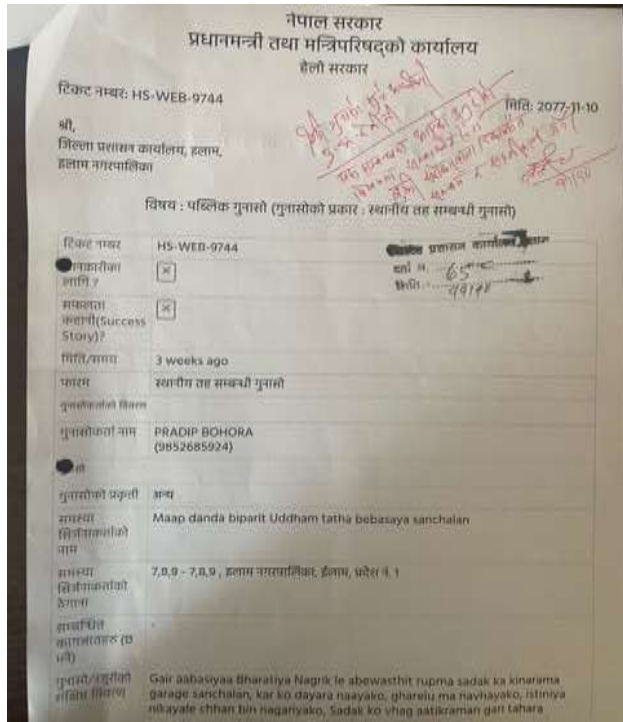 नेपाल सरकार
प्रधानमन्त्री तथा मन्त्रिपरिषद्को कार्यालय
हेलो सरकार
टिकट नम्बर: HS-WEB-9744
मिति: 2077-11-10
श्री,
जिल्ला प्रशासन कार्यालय, इलाम,
इलाम नगरपालिका
विषय : पब्लिक गुनासो (गुनासोको प्रकार : स्थानीय तह सम्बन्धी गुनासो)
टिकट नम्बर HS-WEB-9744
प्रशासन कार्यालय
जानकारीका
लागि ?
सफलता
कहानी(Success
Story)?
मिति/समय 3 weeks ago
फारम स्थानीय तह सम्बन्धी गुनासो
गुनासोकर्ताको विवरण
गुनासोकर्ता नाम PRADIP BOHORA
(9852685924)
गुनासोको प्रकृती अन्य
समस्या Maap danda biparit Uddham tatha bebasaya sanchalan
सिर्जनाकर्ताको
नाम
समस्या 7,8,9 - 7,8,9 , इलाम नगरपालिका, ईलाम, प्रदेश नं. १
सिर्जनाकर्ताको
ठेगाना
सम्बन्धित -
कागजातहरु (छ
भने)
गुनासो/उजुरीको Gair aabasiyaa Bharatiya Nagrik le abewasthit rupma sadak ka kinarama
संक्षिप्त विवरण garage sanchalan, kar ko dayara naayako, gharelu ma navhayako, istiniya
nikayale chhan bin nagariyako, Sadak ko vhag aatikraman gari tahara